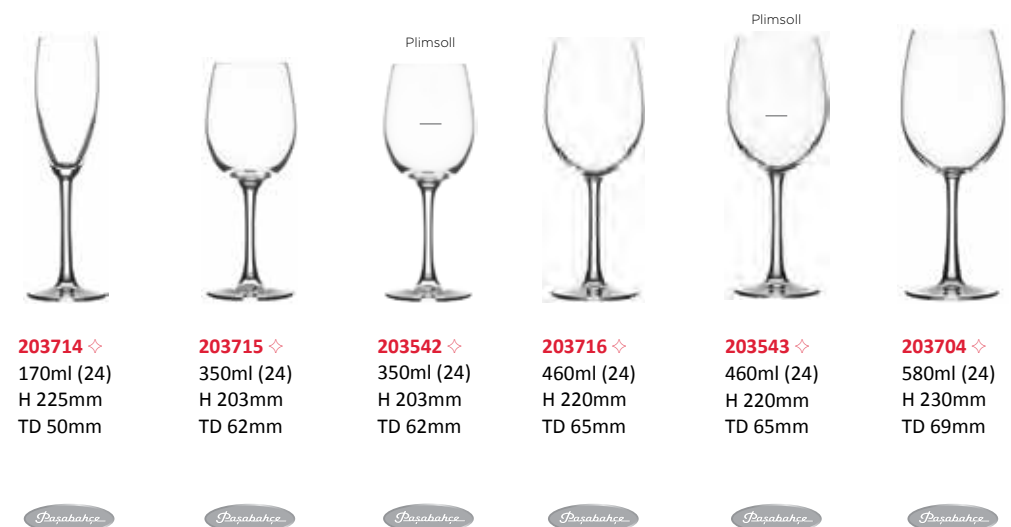 Plimsoll
Plimsoll
203714
170ml (24)
H 225mm
TD 50mm
203715
350ml (24)
H 203mm
TD 62mm
203542
350ml (24)
H 203mm
TD 62mm
203716
460ml (24)
H 220mm
TD 65mm
203543
460ml (24)
H 220mm
TD 65mm
203704
580ml (24)
H 230mm
TD 69mm
Paşabahçe
Paşabahçe
Paşabahçe
Paşabahçe
Paşabahçe
Paşabahçe